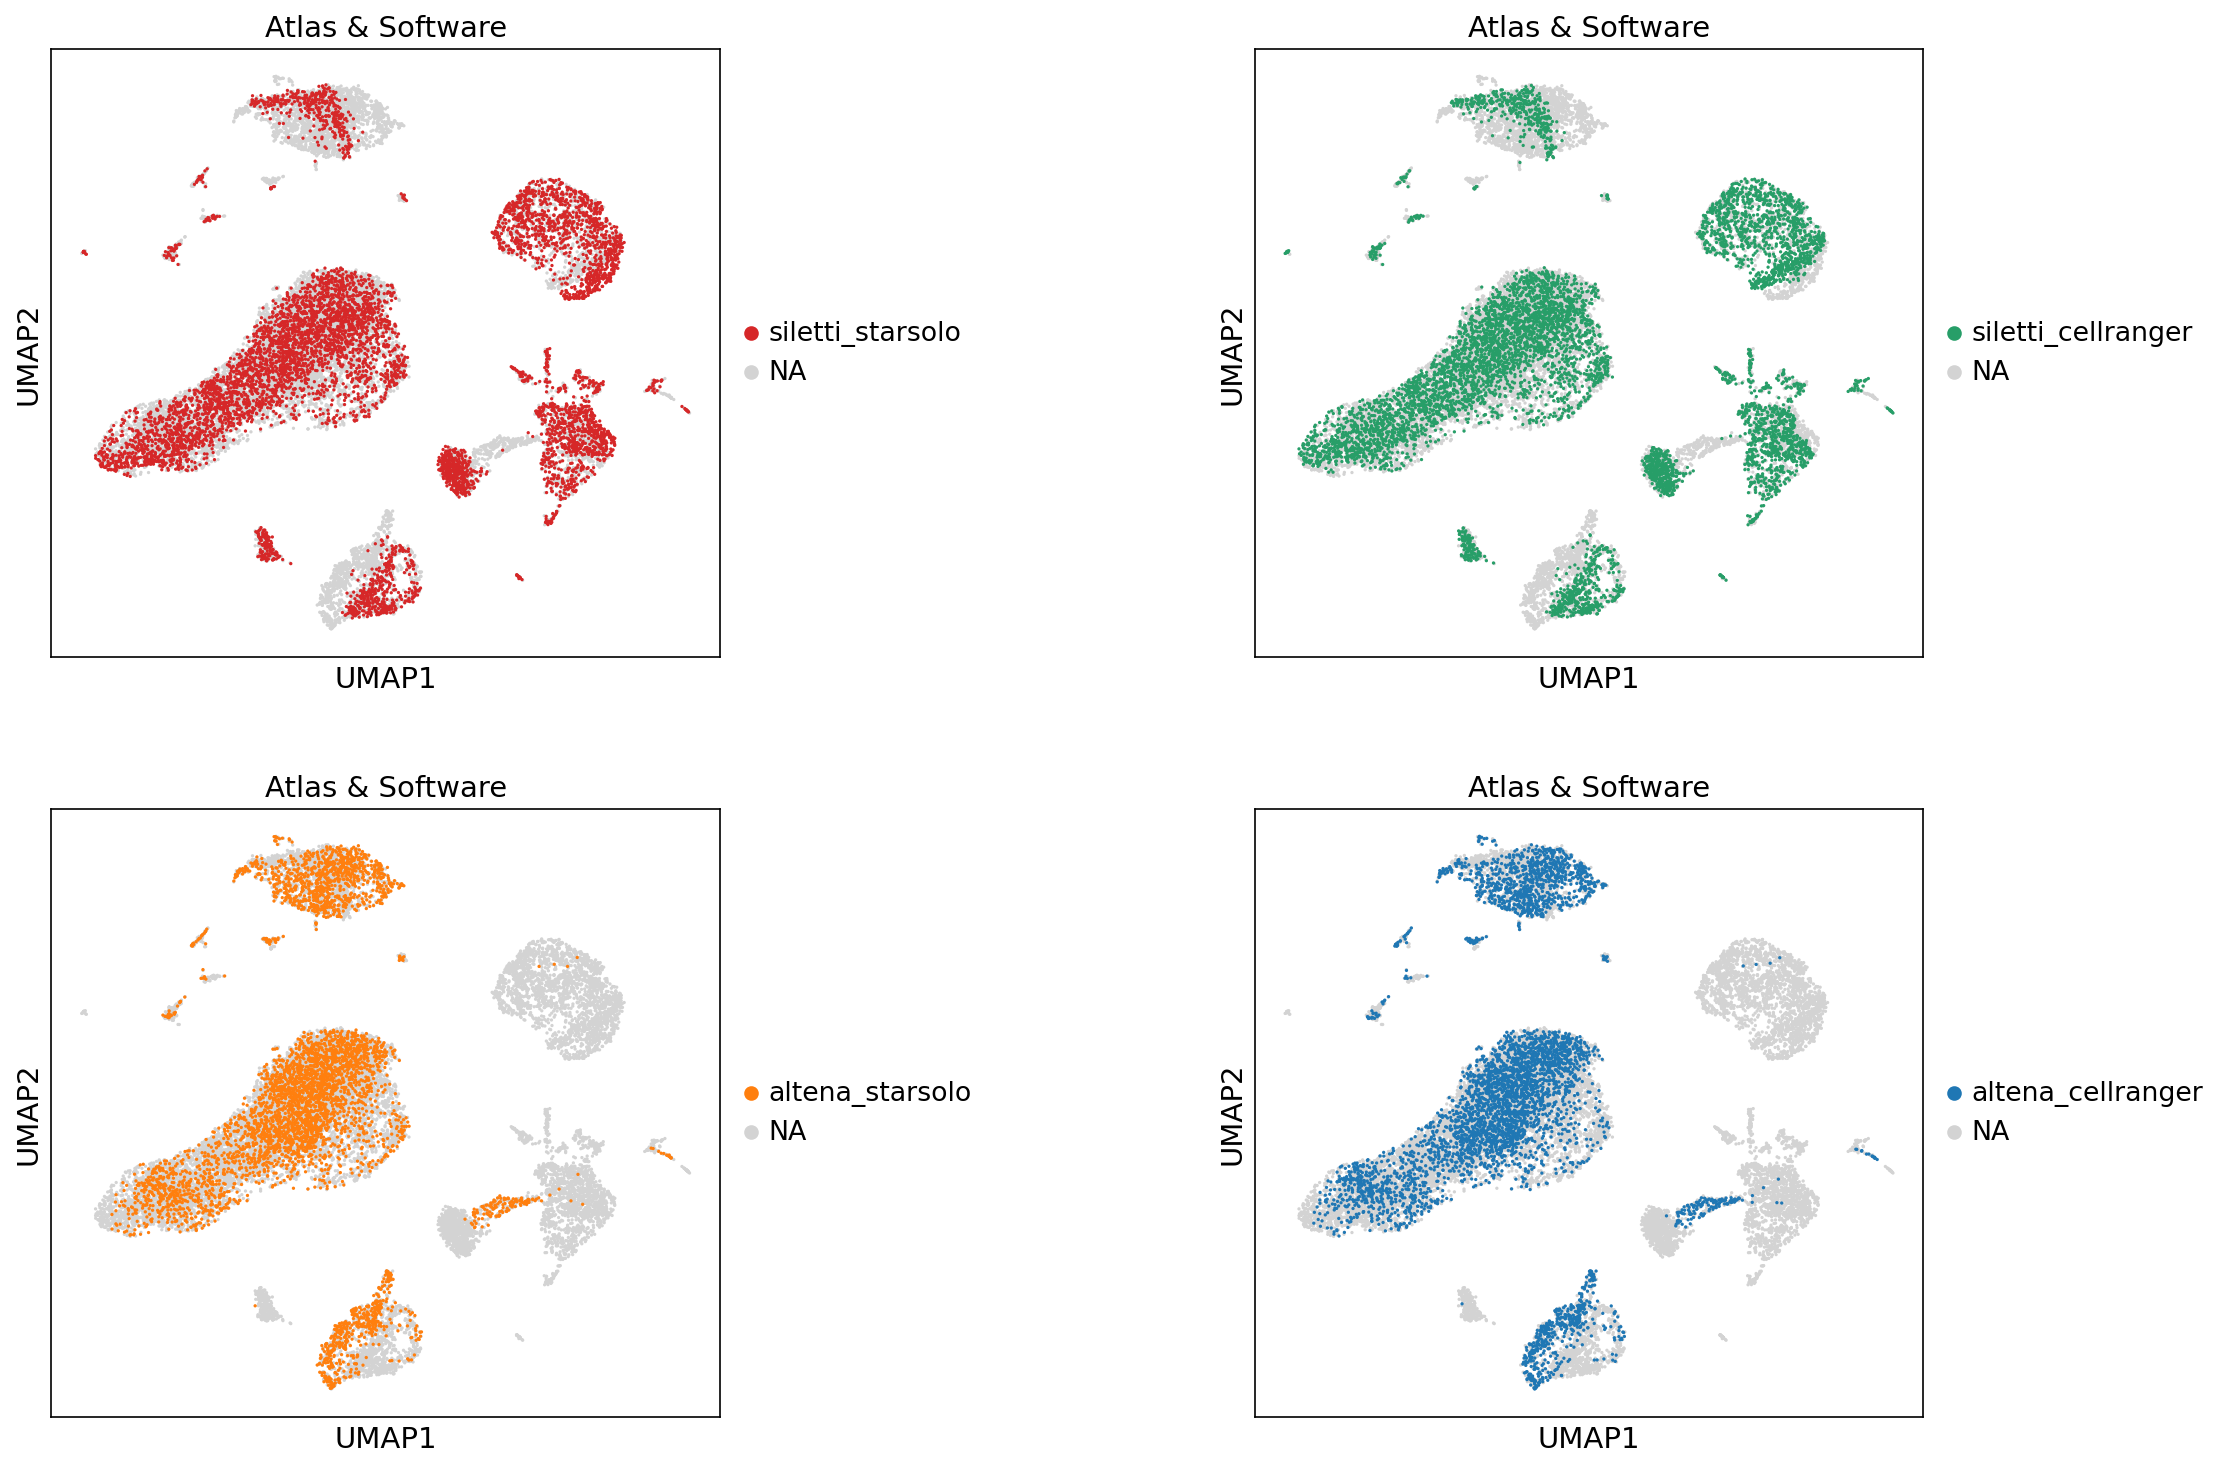 Atlas & Software
UMAP2
UMAP1
siletti_starsolo
NA
Atlas & Software
UMAP2
UMAP1
siletti_cellranger
NA
Atlas & Software
UMAP2
UMAP1
altena_starsolo
NA
Atlas & Software
UMAP2
UMAP1
altena_cellranger
NA